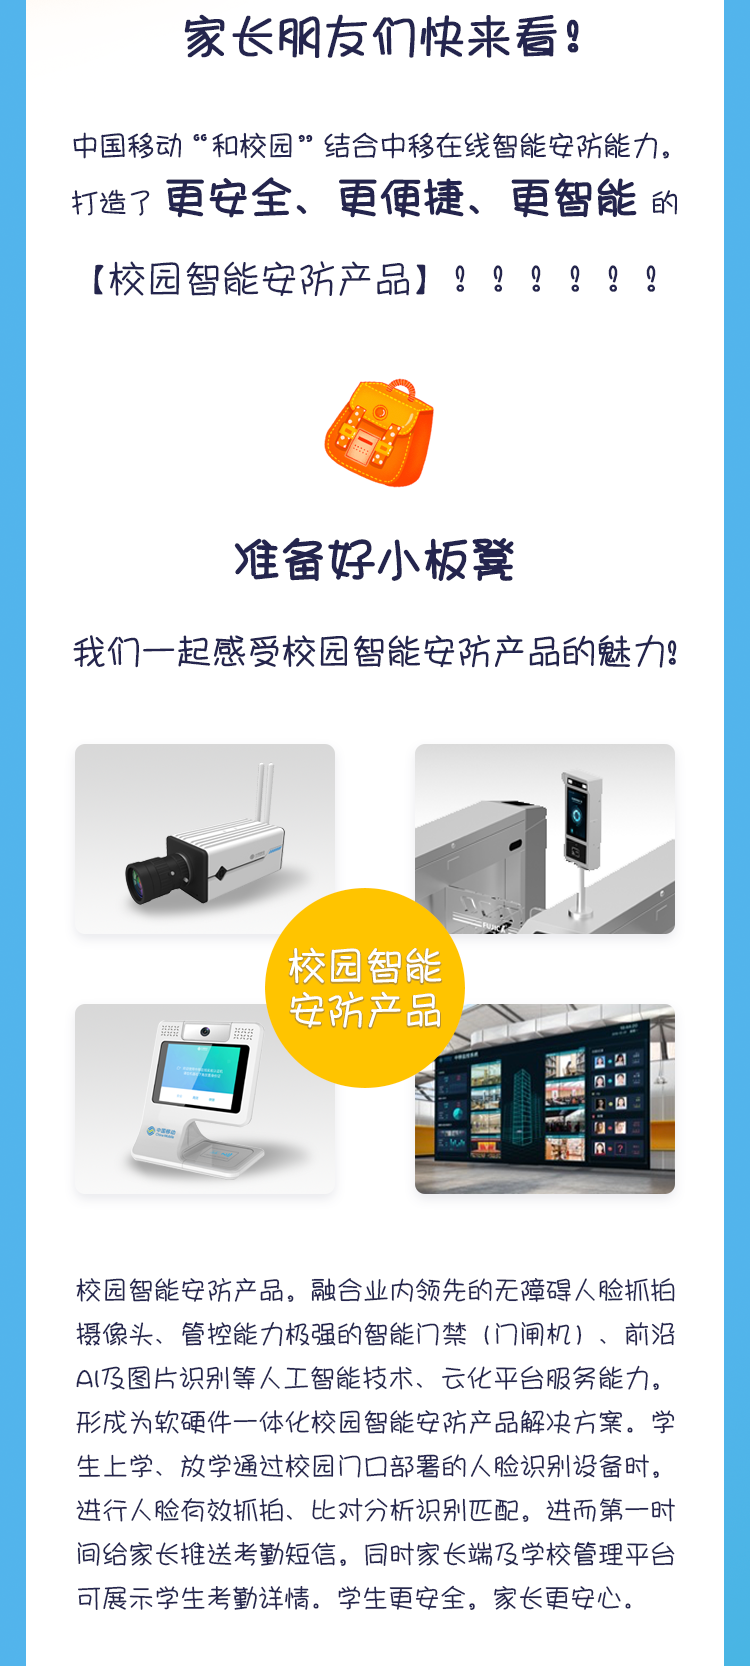 家长朋友们快来看！
中国移动“和校园”结合中移在线智能安防能力。
打造了 更安全、更便捷、更智能 的
【校园智能安防产品】！！！！！！
准备好小板凳
我们一起感受校园智能安防产品的魅力！
校园智能
安防产品
中国移动
校园智能安防产品。融合业内领先的无障碍人脸抓拍
摄像头、管控能力极强的智能门禁（门闸机）、前沿
AI及图片识别等人工智能技术、云化平台服务能力。
形成为软硬件一体化校园智能安防产品解决方案。学
生上学、放学通过校园门口部署的人脸识别设备时。
进行人脸有效抓拍、比对分析识别匹配。进而第一时
间给家长推送考勤短信。同时家长端及学校管理平台
可展示学生考勤详情。学生更安全。家长更安心。